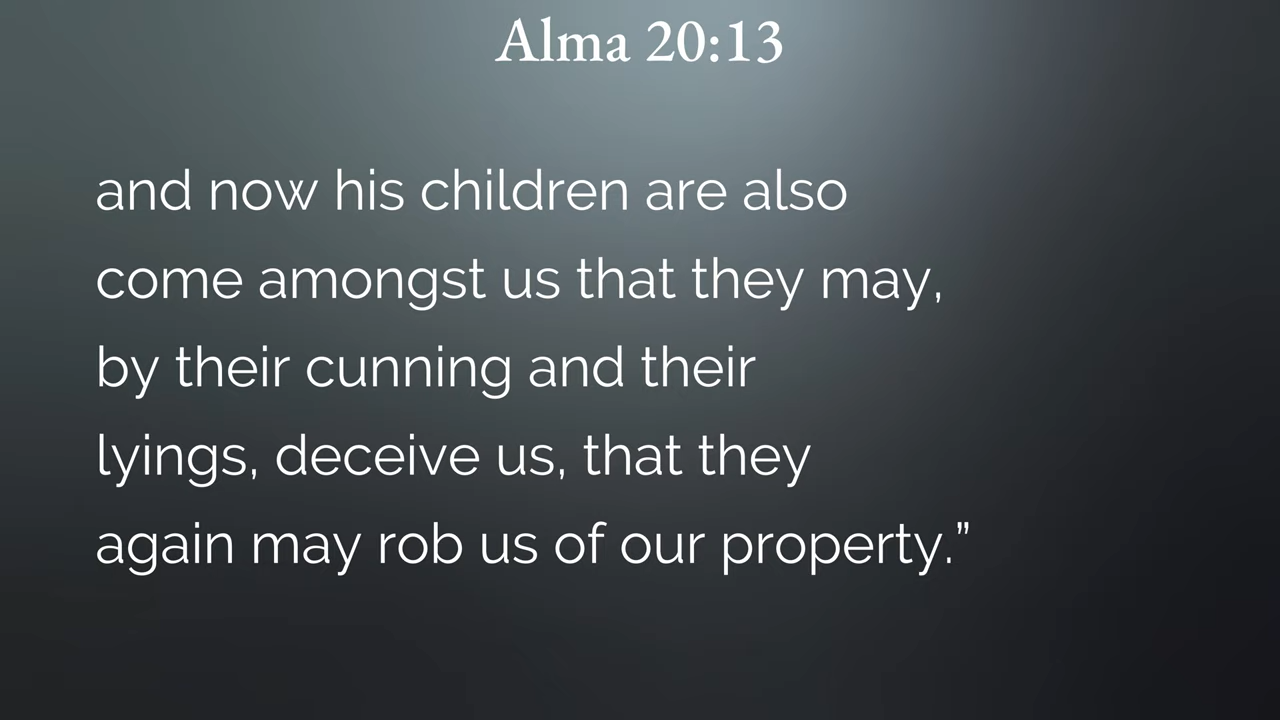 Alma 20:13
and now his children are also
come amongst us that they may,
by their cunning and their
lyings, deceive us, that they
again may rob us of our property.”